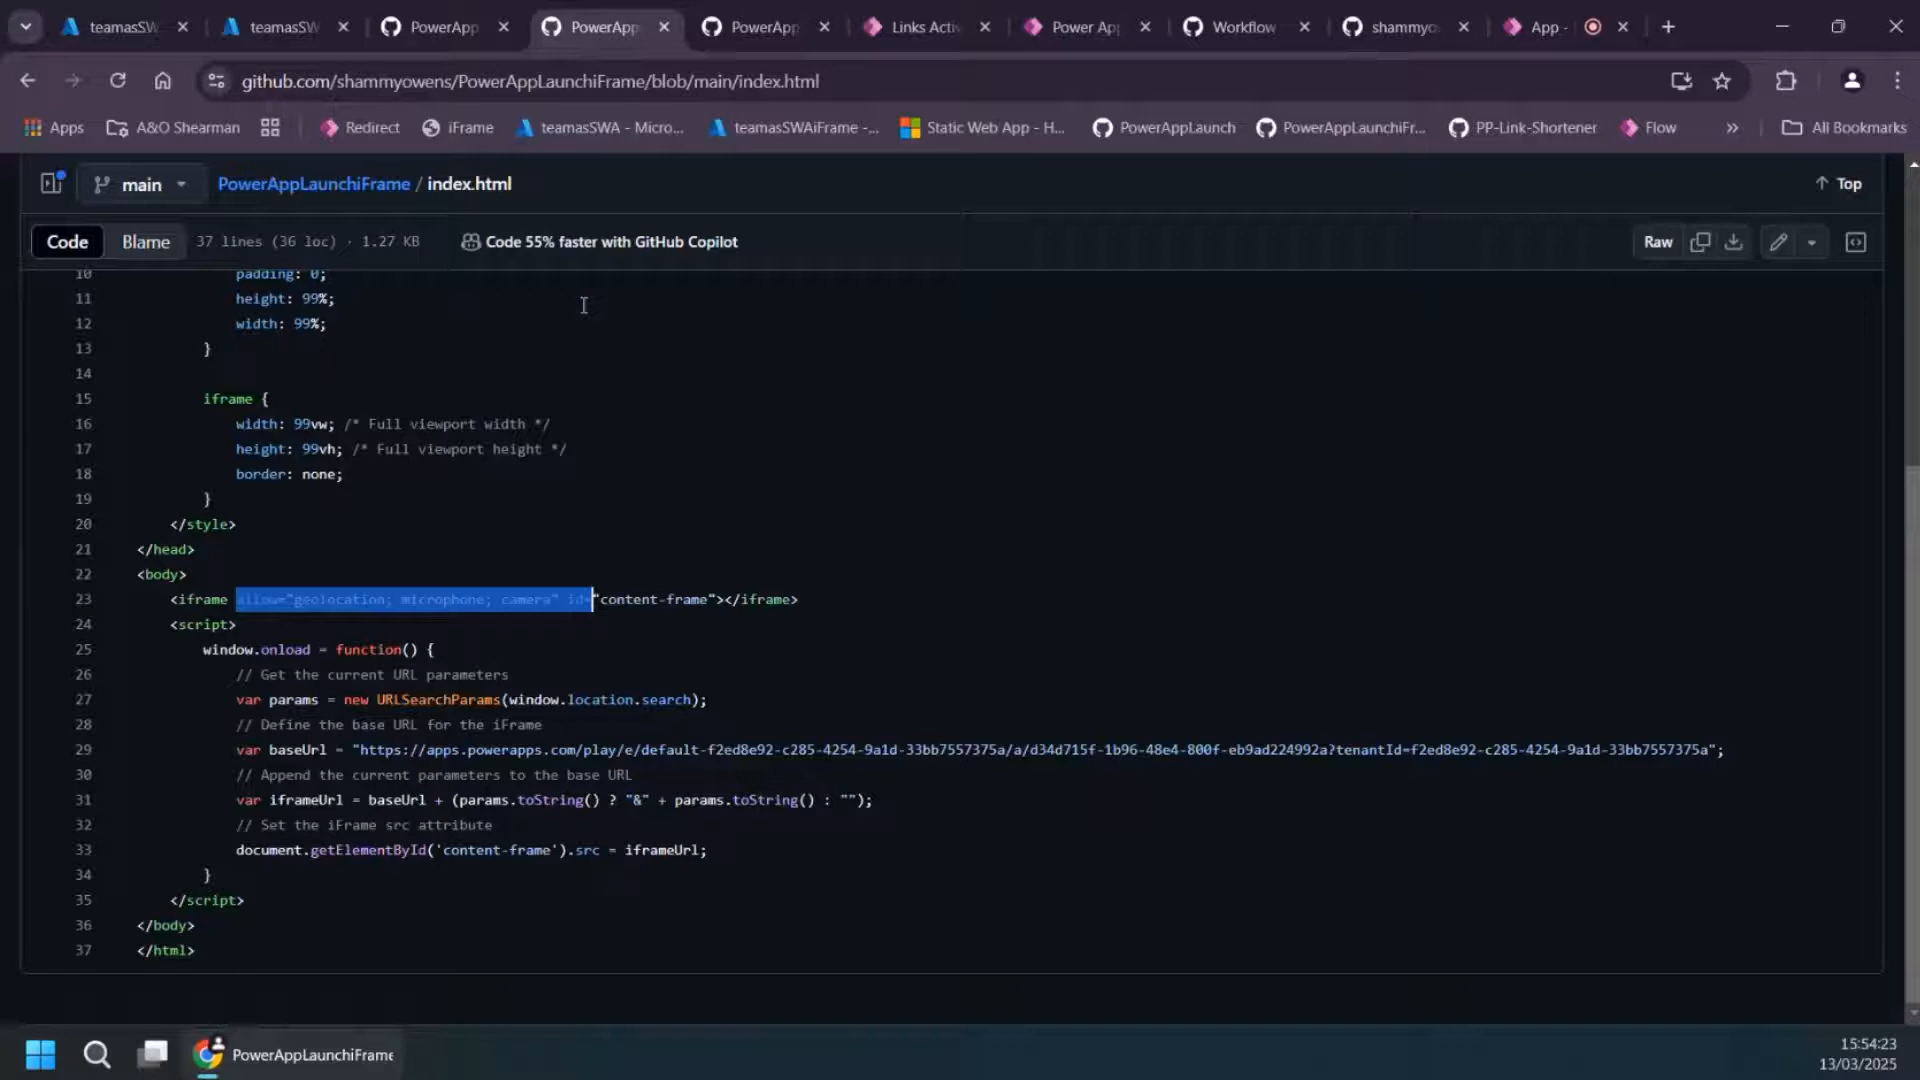 teamasSW
teamasSW
PowerApp
PowerApp
PowerApp
Links Activ
Power Ap
Workflow
shammyo
App -
github.com/shammyowens/PowerAppLaunchiFrame/blob/main/index.html
Apps
A&O Shearman
Redirect
iFrame
teamasSWA - Micro...
teamasSWAiFrame -...
Static Web App - H...
PowerAppLaunch
PowerAppLaunchiFr...
PP-Link-Shortener
Flow
»
All Bookmarks
main
PowerAppLaunchiFrame / index.html
↑ Top
Code
Blame
37 lines (36 loc) · 1.27 KB
Code 55% faster with GitHub Copilot
Raw
10 padding: 0;
11 height: 99%;
12 width: 99%;
13 }
14
15 iframe {
16 width: 99vw; /* Full viewport width */
17 height: 99vh; /* Full viewport height */
18 border: none;
19 }
20 </style>
21 </head>
22 <body>
23 <iframe allow="geolocation; microphone; camera" id="content-frame"></iframe>
24 <script>
25 window.onload = function() {
26 // Get the current URL parameters
27 var params = new URLSearchParams(window.location.search);
28 // Define the base URL for the iFrame
29 var baseUrl = "https://apps.powerapps.com/play/e/default-f2ed8e92-c285-4254-9a1d-33bb7557375a/a/d34d715f-1b96-48e4-800f-eb9ad224992a?tenantId=f2ed8e92-c285-4254-9a1d-33bb7557375a";
30 // Append the current parameters to the base URL
31 var iframeUrl = baseUrl + (params.toString() ? "&" + params.toString() : "");
32 // Set the iFrame src attribute
33 document.getElementById('content-frame').src = iframeUrl;
34 }
35 </script>
36 </body>
37 </html>
PowerAppLaunchiFrame
15:54:23
13/03/2025